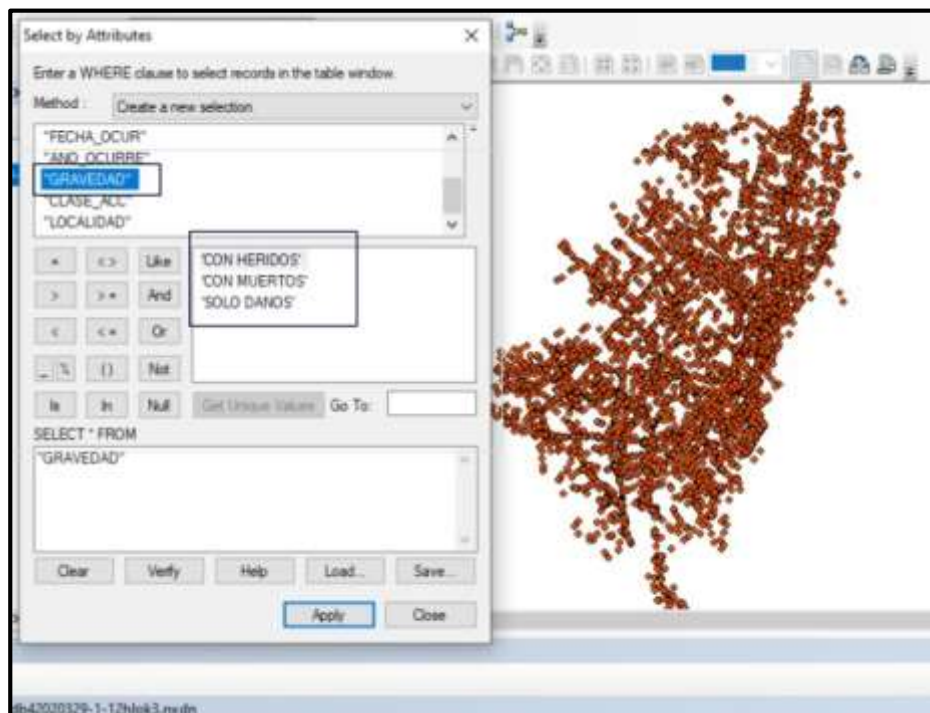 Select by Attributes
Enter a WHERE clause to select records in the table window.
Method : Create a new selection
"FECHA_OCUR"
"ANO_OCURRE"
"GRAVEDAD"
"CLASE_ACC"
"LOCALIDAD"
= < > Like
> > = And
< < = Or
_ % () Not
Is In Null
'CON HERIDOS'
'CON MUERTOS'
'SOLO DANOS'
Get Unique Values Go To:
SELECT * FROM
"GRAVEDAD"
Clear Verify Help Load... Save...
Apply Close